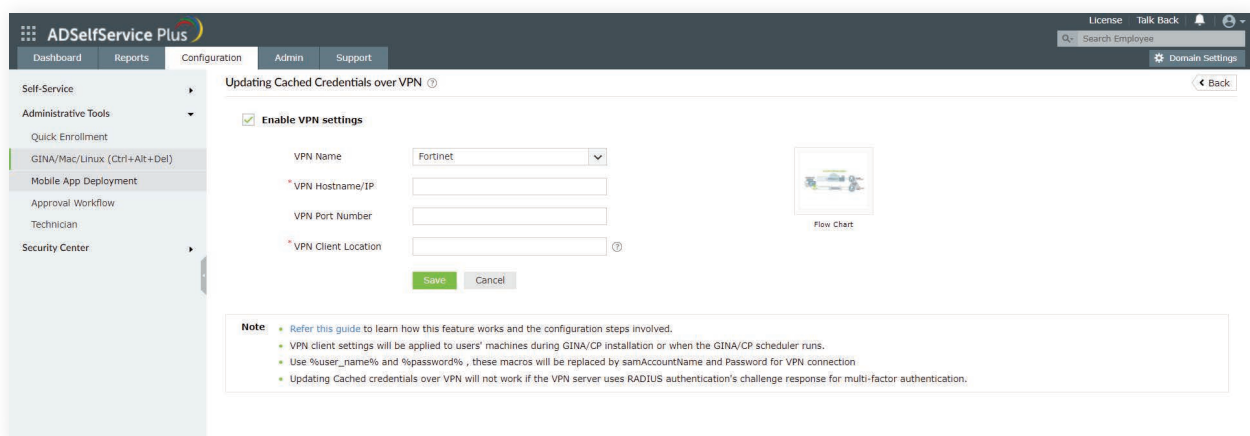 License Talk Back
ADSelfService Plus
Search Employee
Dashboard Reports Configuration Admin Support
Domain Settings
Self-Service
Administrative Tools
Quick Enrollment
GINA/Mac/Linux (Ctrl+Alt+Del)
Mobile App Deployment
Approval Workflow
Technician
Security Center
Updating Cached Credentials over VPN ?
Back
Enable VPN settings
VPN Name Fortinet
* VPN Hostname/IP
VPN Port Number
* VPN Client Location ?
Save Cancel
Flow Chart
Note
Refer this guide to learn how this feature works and the configuration steps involved.
VPN client settings will be applied to users' machines during GINA/CP installation or when the GINA/CP scheduler runs.
Use %user_name% and %password% , these macros will be replaced by samAccountName and Password for VPN connection
Updating Cached credentials over VPN will not work if the VPN server uses RADIUS authentication's challenge response for multi-factor authentication.